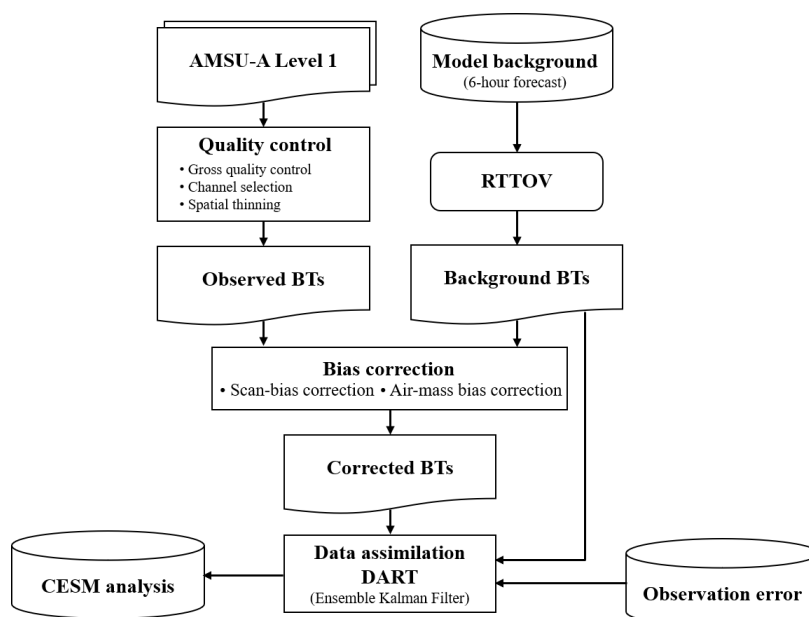 AMSU-A Level 1
Model background
(6-hour forecast)
Quality control
• Gross quality control
• Channel selection
• Spatial thinning
RTTOV
Observed BTs
Background BTs
Bias correction
• Scan-bias correction • Air-mass bias correction
Corrected BTs
Data assimilation
DART
(Ensemble Kalman Filter)
CESM analysis
Observation error